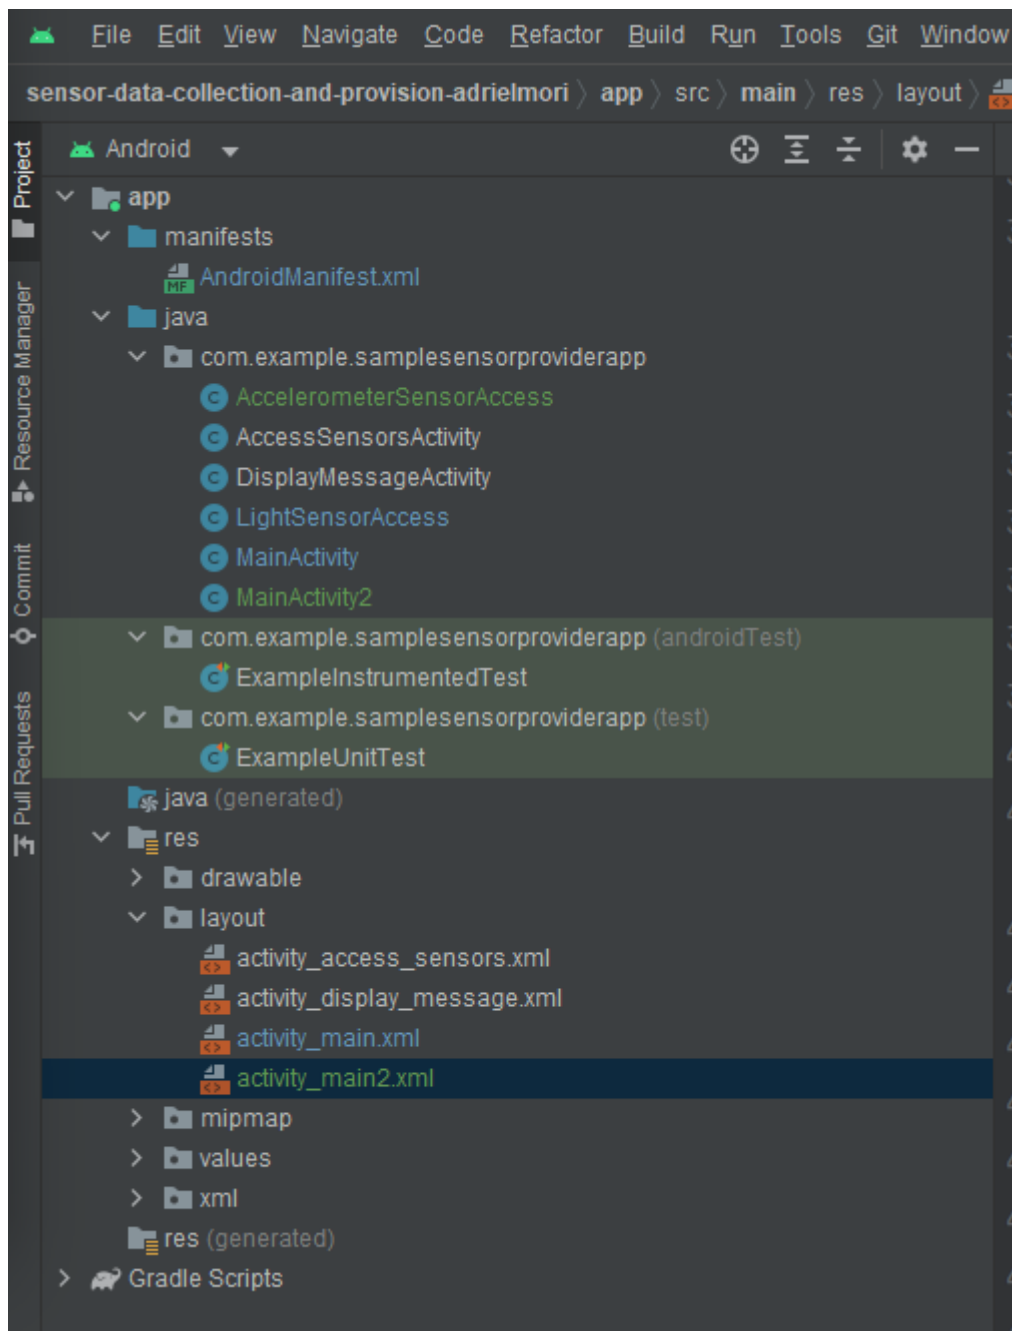 File Edit View Navigate Code Refactor Build Run Tools Git Window
sensor-data-collection-and-provision-adrielmori app src main res layout
Android
app
manifests
MF AndroidManifest.xml
java
com.example.samplesensorproviderapp
C AccelerometerSensorAccess
C AccessSensorsActivity
C DisplayMessageActivity
C LightSensorAccess
C MainActivity
C MainActivity2
com.example.samplesensorproviderapp (androidTest)
C ExampleInstrumentedTest
com.example.samplesensorproviderapp (test)
C ExampleUnitTest
java (generated)
res
drawable
layout
<> activity_access_sensors.xml
<> activity_display_message.xml
<> activity_main.xml
<> activity_main2.xml
mipmap
values
xml
res (generated)
Gradle Scripts
Project
Resource Manager
Commit
Pull Requests